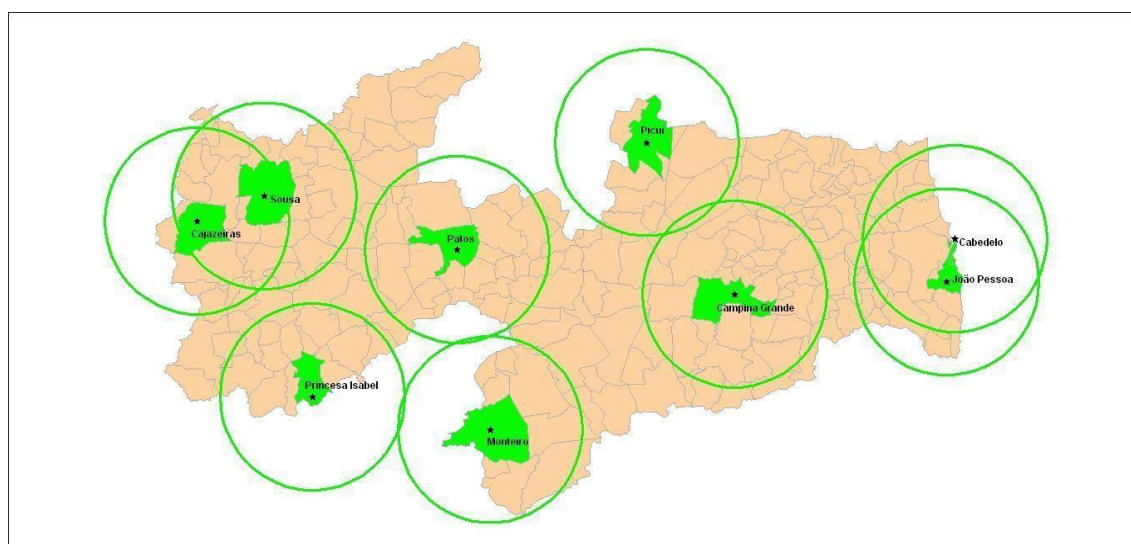 Picuí
Sousa
Cajazeiras
Patos
Cabedelo
João Pessoa
Campina Grande
Princesa Isabel
Monteiro